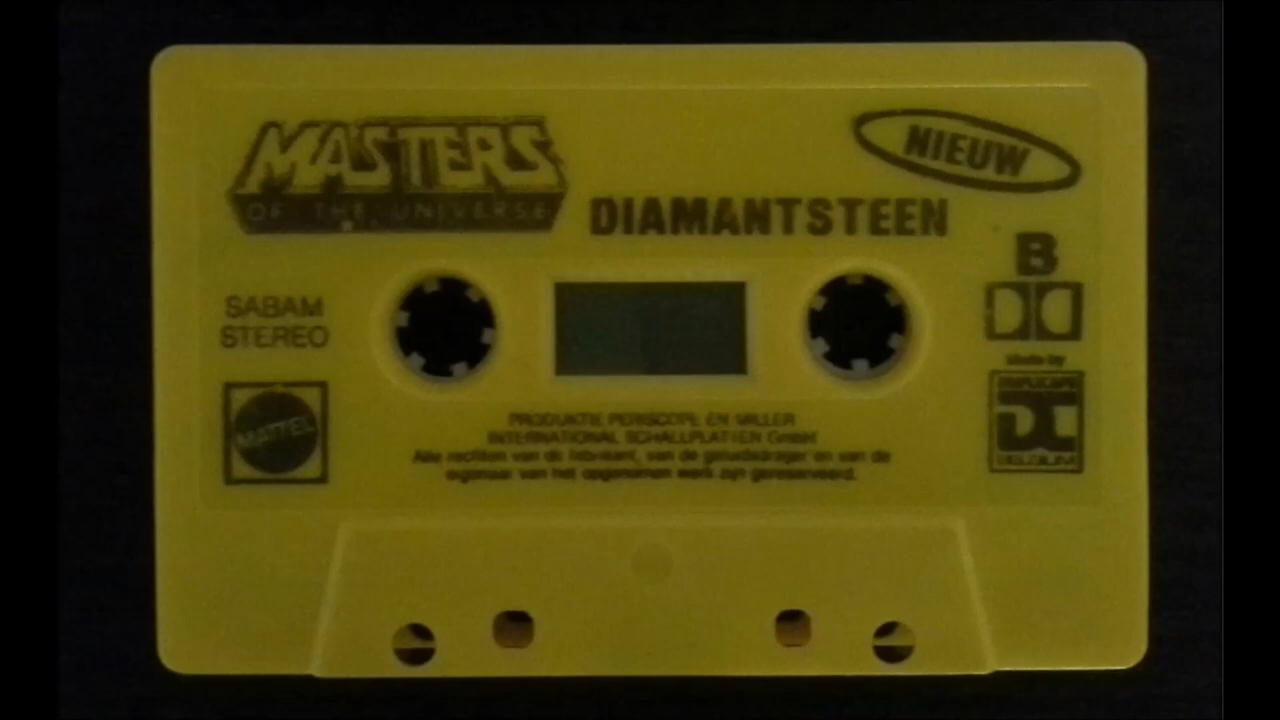 MASTERS
OF THE UNIVERSE
NIEUW
DIAMANTSTEEN
B
SABAM
STEREO
MATTEL
Made by
DC
BELGIUM
PRODUKTIE PERISCOPE EN MILLER
INTERNATIONAL SCHALLPLATTEN GmbH
Alle rechten van de fabrikant, van de geluidsdrager en van de
eigenaar van het opgenomen werk zijn gereserveerd.